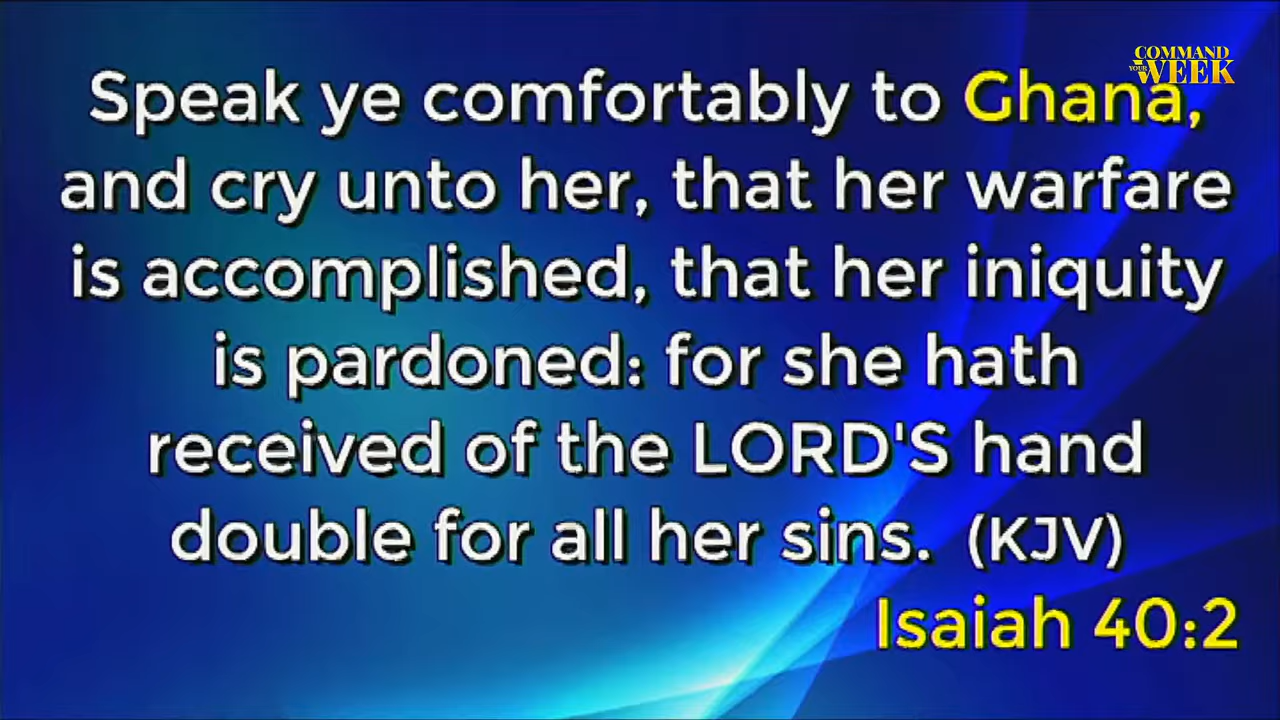 COMMAND
YOUR WEEK
Speak ye comfortably to Ghana,
and cry unto her, that her warfare
is accomplished, that her iniquity
is pardoned: for she hath
received of the LORD'S hand
double for all her sins. (KJV)
Isaiah 40:2